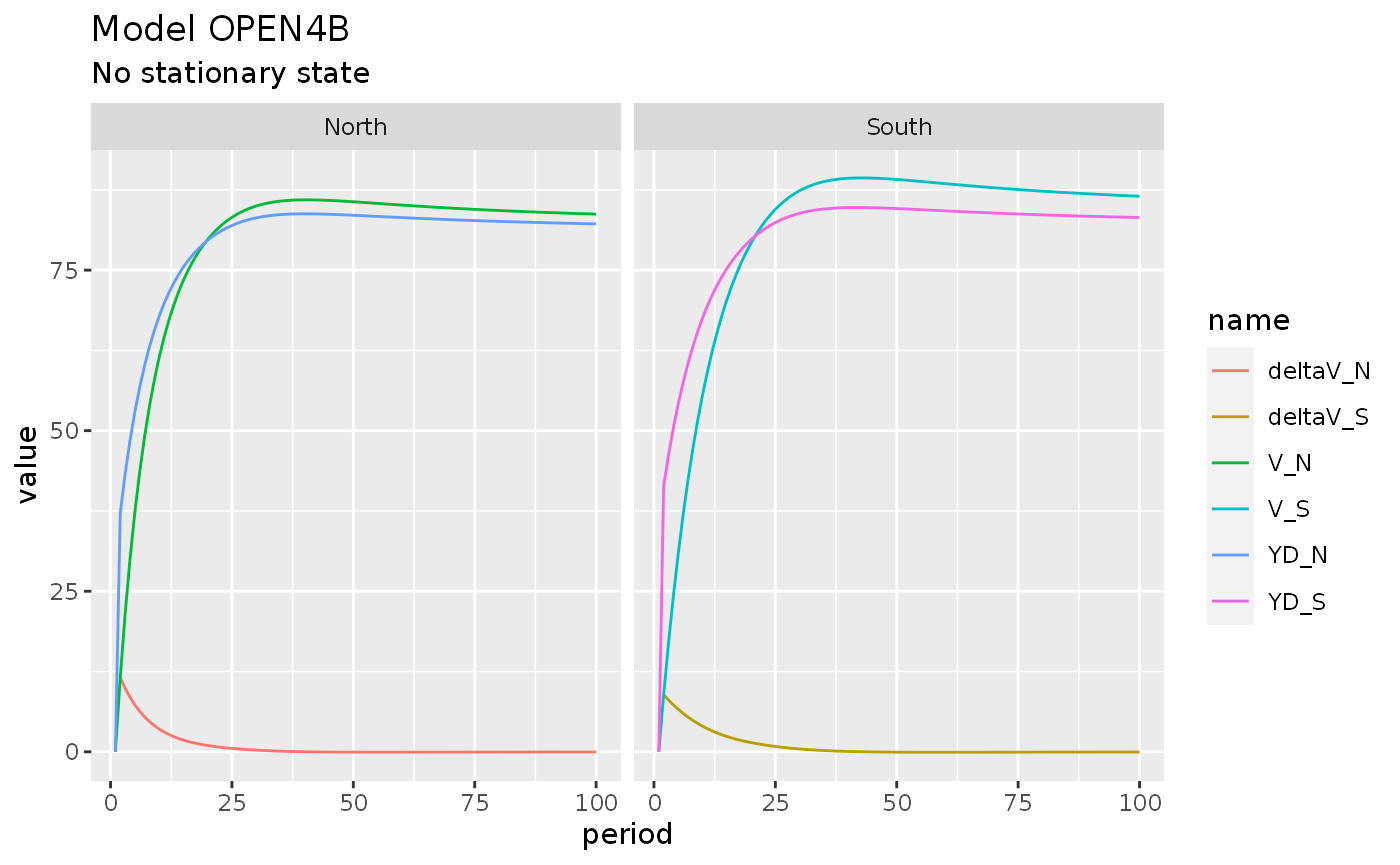 Model OPEN4B
No stationary state
North
South
value
75
50
25
0
0 25 50 75 100
0 25 50 75 100
period
name
deltaV_N
deltaV_S
V_N
V_S
YD_N
YD_S